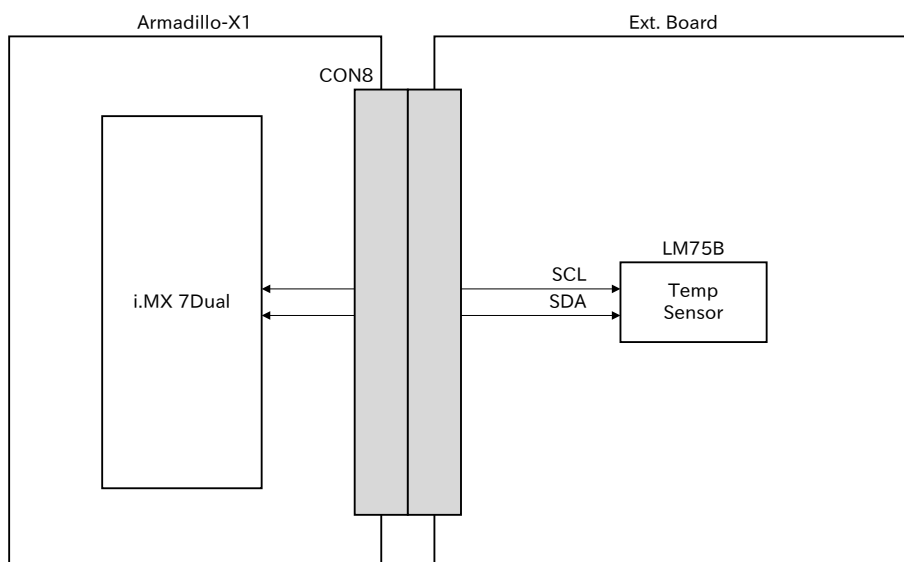 Armadillo-X1
Ext. Board
CON8
i.MX 7Dual
SCL
SDA
LM75B
Temp
Sensor